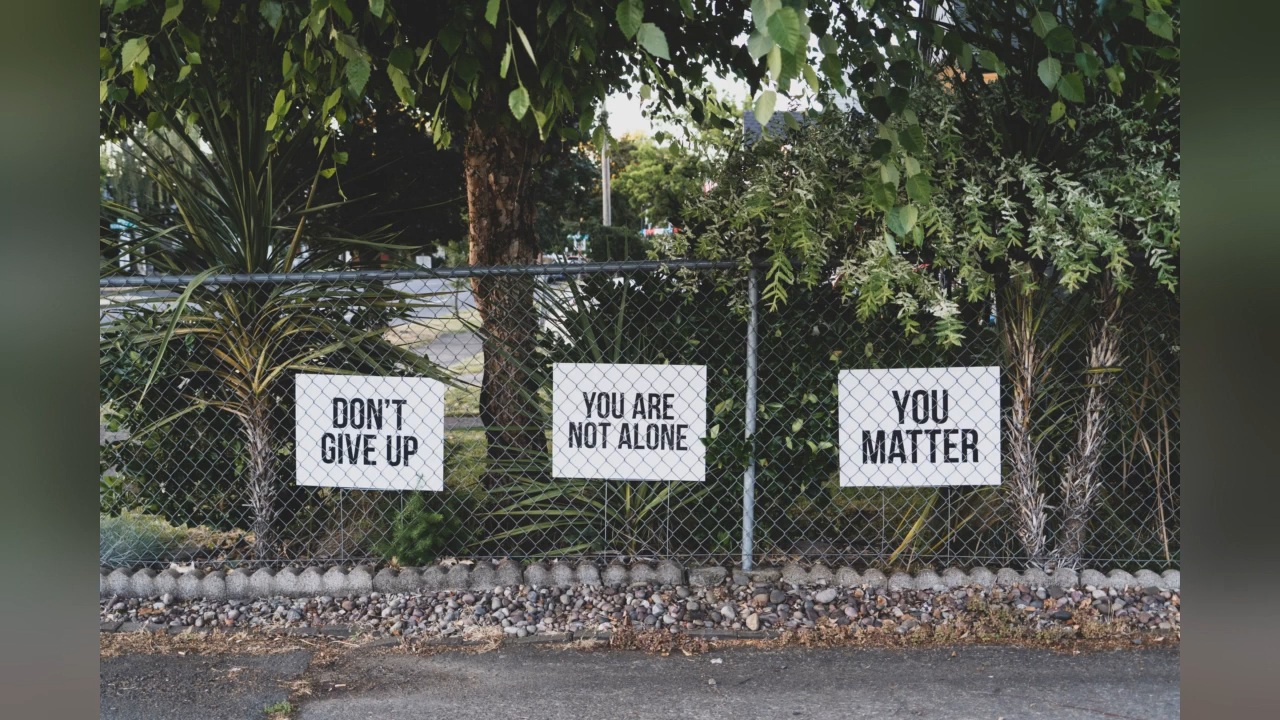 DON'T
GIVE UP
YOU ARE
NOT ALONE
YOU
MATTER